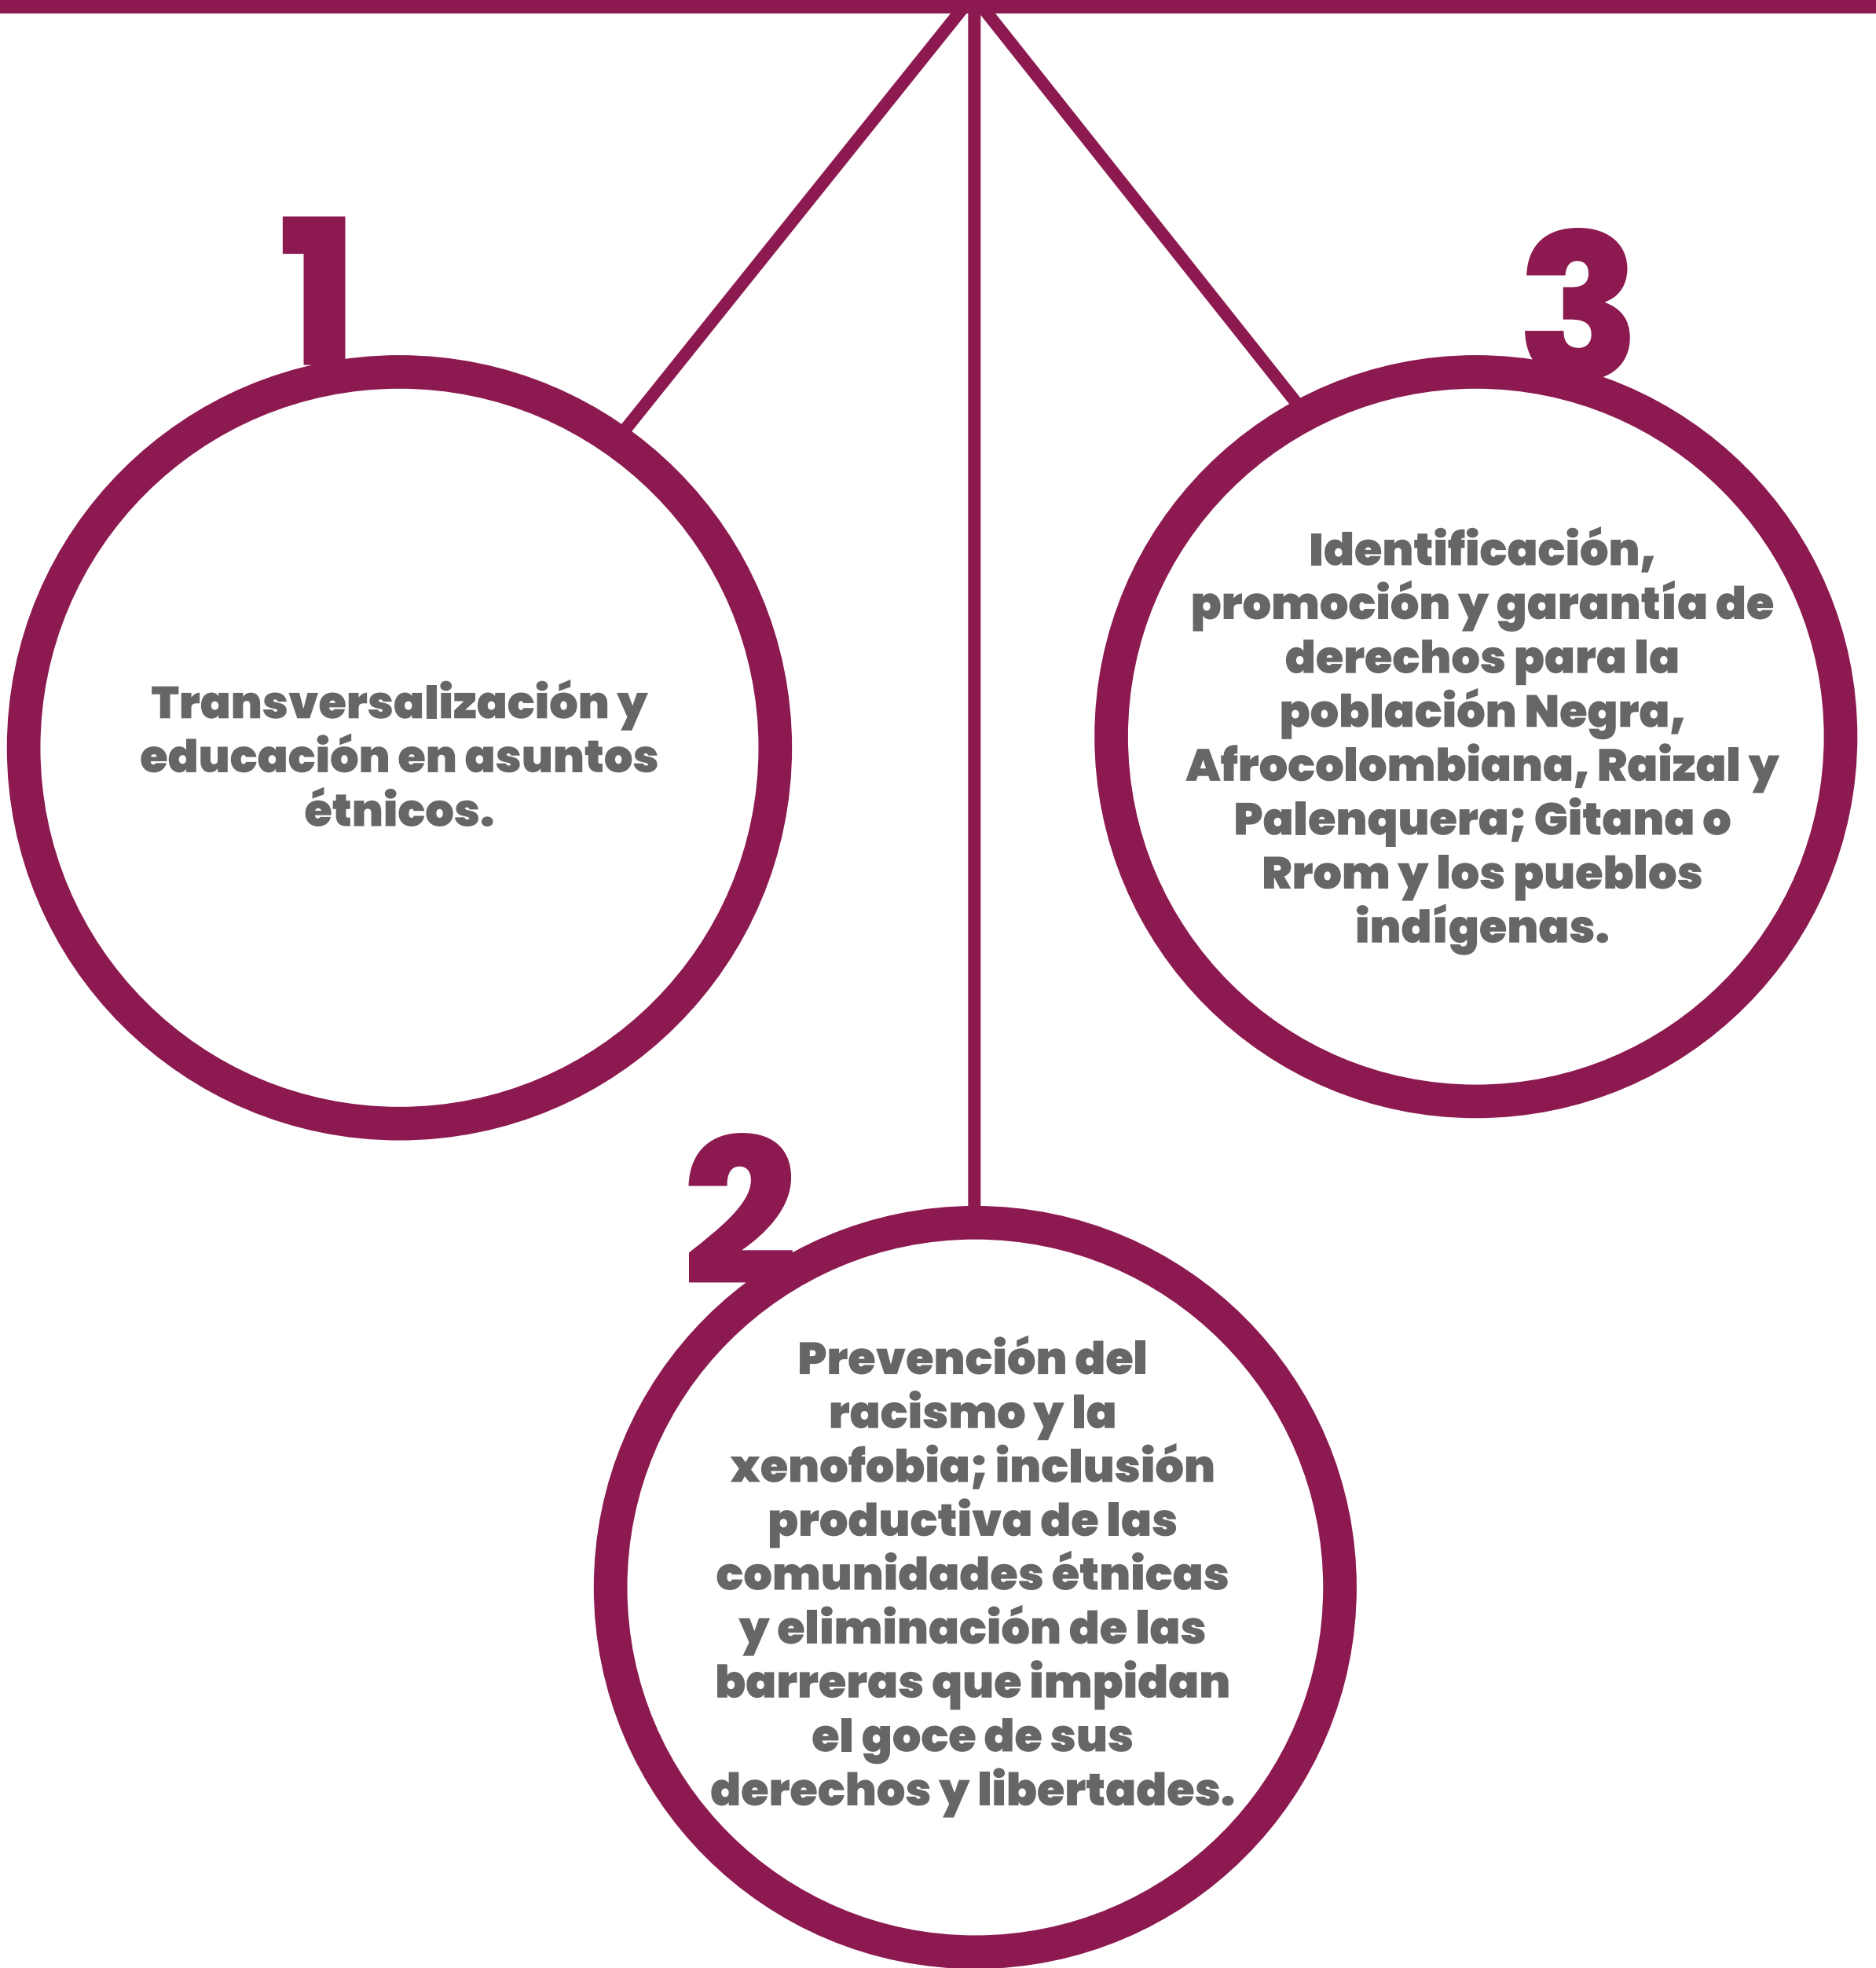 1
Transversalización y
educación en asuntos
étnicos.
2
Prevención del
racismo y la
xenofobia; inclusión
productiva de las
comunidades étnicas
y eliminación de las
barreras que impidan
el goce de sus
derechos y libertades.
3
Identificación,
promoción y garantía de
derechos para la
población Negra,
Afrocolombiana, Raizal y
Palenquera; Gitana o
Rrom y los pueblos
indígenas.